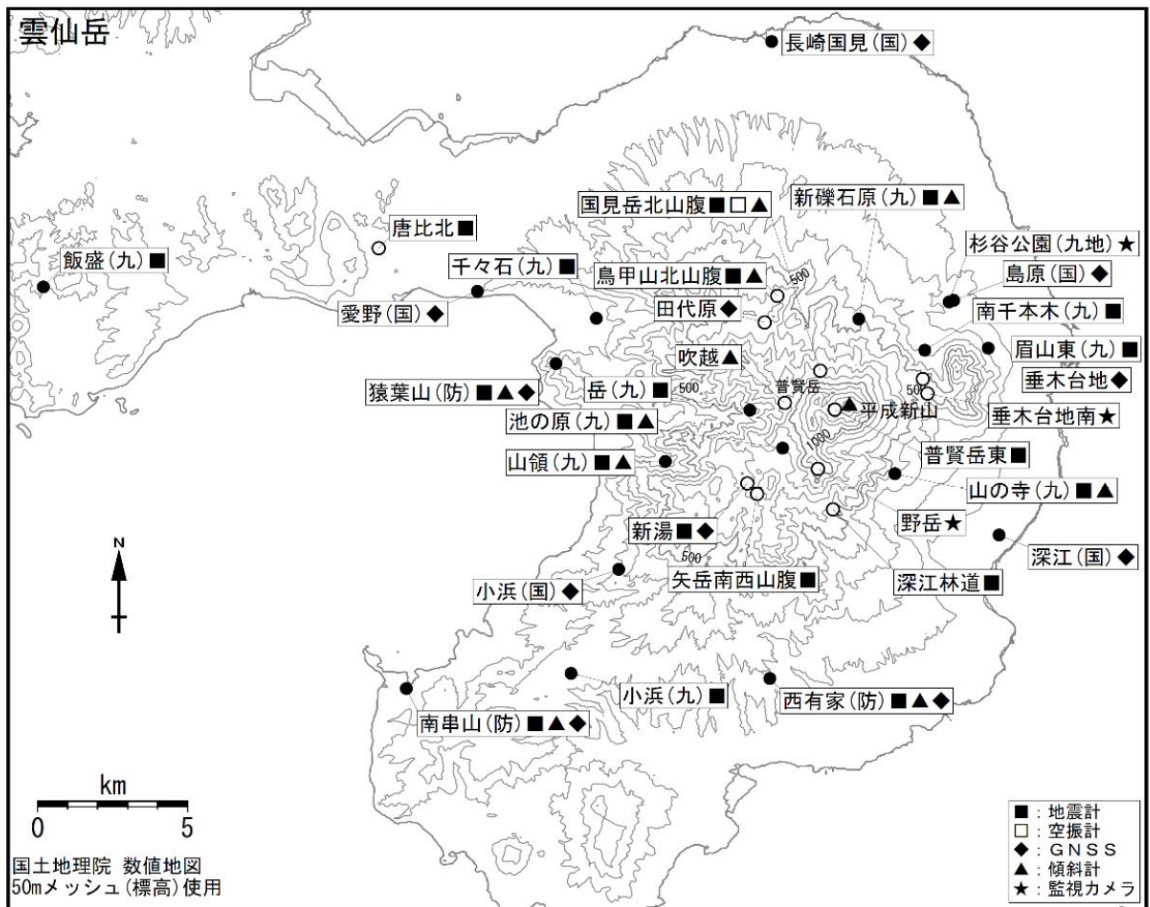 雲仙岳
長崎国見(国)◆
国見岳北山腹■□▲
新礫石原(九)■▲
唐比北■
杉谷公園(九地)★
飯盛(九)■
千々石(九)■
鳥甲山北山腹■▲
島原(国)◆
500
愛野(国)◆
田代原◆
南千本木(九)■
吹越▲
眉山東(九)■
猿葉山(防)■▲◆
岳(九)■
500
普賢岳
500
垂木台地◆
池の原(九)■▲
平成新山
垂木台地南★
1000
山領(九)■▲
普賢岳東■
山の寺(九)■▲
新湯■◆
野岳★
N
500
深江(国)◆
小浜(国)◆
矢岳南西山腹■
深江林道■
小浜(九)■
西有家(防)■▲◆
南串山(防)■▲◆
km
0 5
国土地理院 数値地図
50mメッシュ(標高)使用
■:地震計
□:空振計
◆:GNSS
▲:傾斜計
★:監視カメラ